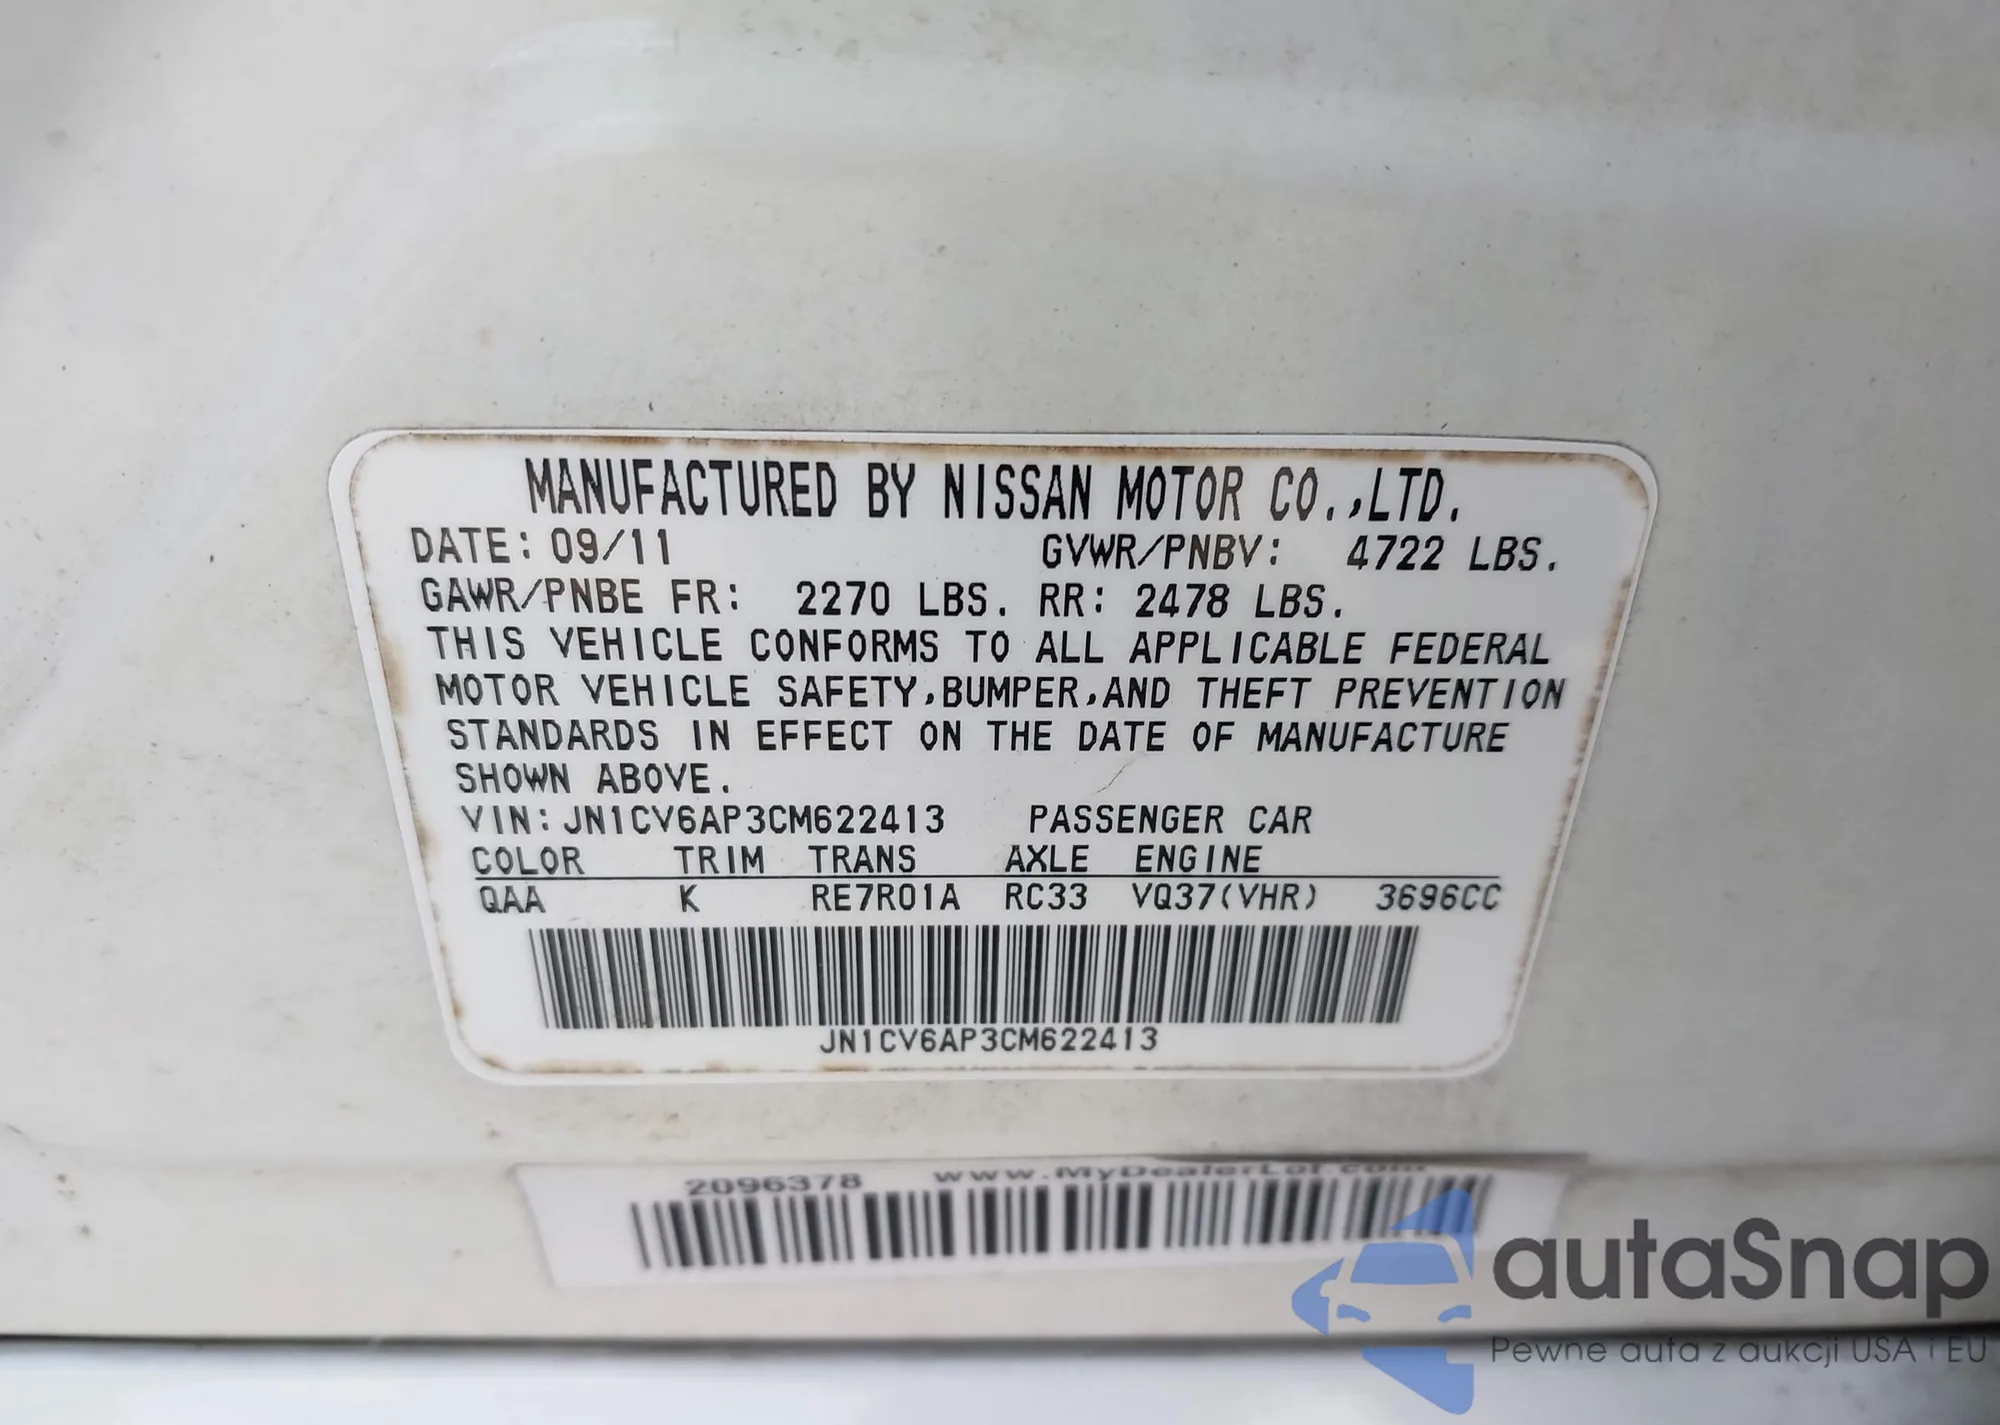 MANUFACTURED BY NISSAN MOTOR CO.,LTD.
DATE: 09/11 GVWR/PNBV: 4722 LBS.
GAWR/PNBE FR: 2270 LBS. RR: 2478 LBS.
THIS VEHICLE CONFORMS TO ALL APPLICABLE FEDERAL
MOTOR VEHICLE SAFETY,BUMPER,AND THEFT PREVENTION
STANDARDS IN EFFECT ON THE DATE OF MANUFACTURE
SHOWN ABOVE.
VIN: JN1CV6AP3CM622413 PASSENGER CAR
COLOR TRIM TRANS AXLE ENGINE
QAA K RE7R01A RC33 VQ37(VHR) 3696CC
JN1CV6AP3CM622413
2096378 www.MyDealerLot.com
autaSnap
Pewne auta z aukcji USA i EU